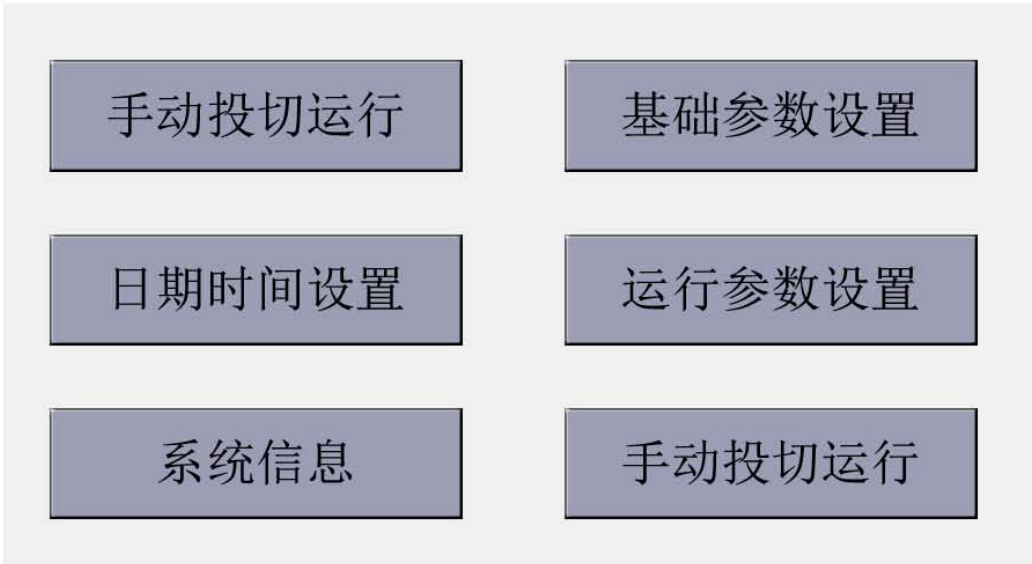 手动投切运行
基础参数设置
日期时间设置
运行参数设置
系统信息
手动投切运行